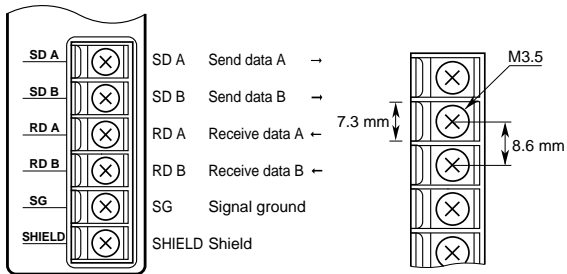 SD A SD A Send data A →
SD B SD B Send data B →
RD A RD A Receive data A ←
RD B RD B Receive data B ←
SG SG Signal ground
SHIELD SHIELD Shield
M3.5
7.3 mm
8.6 mm